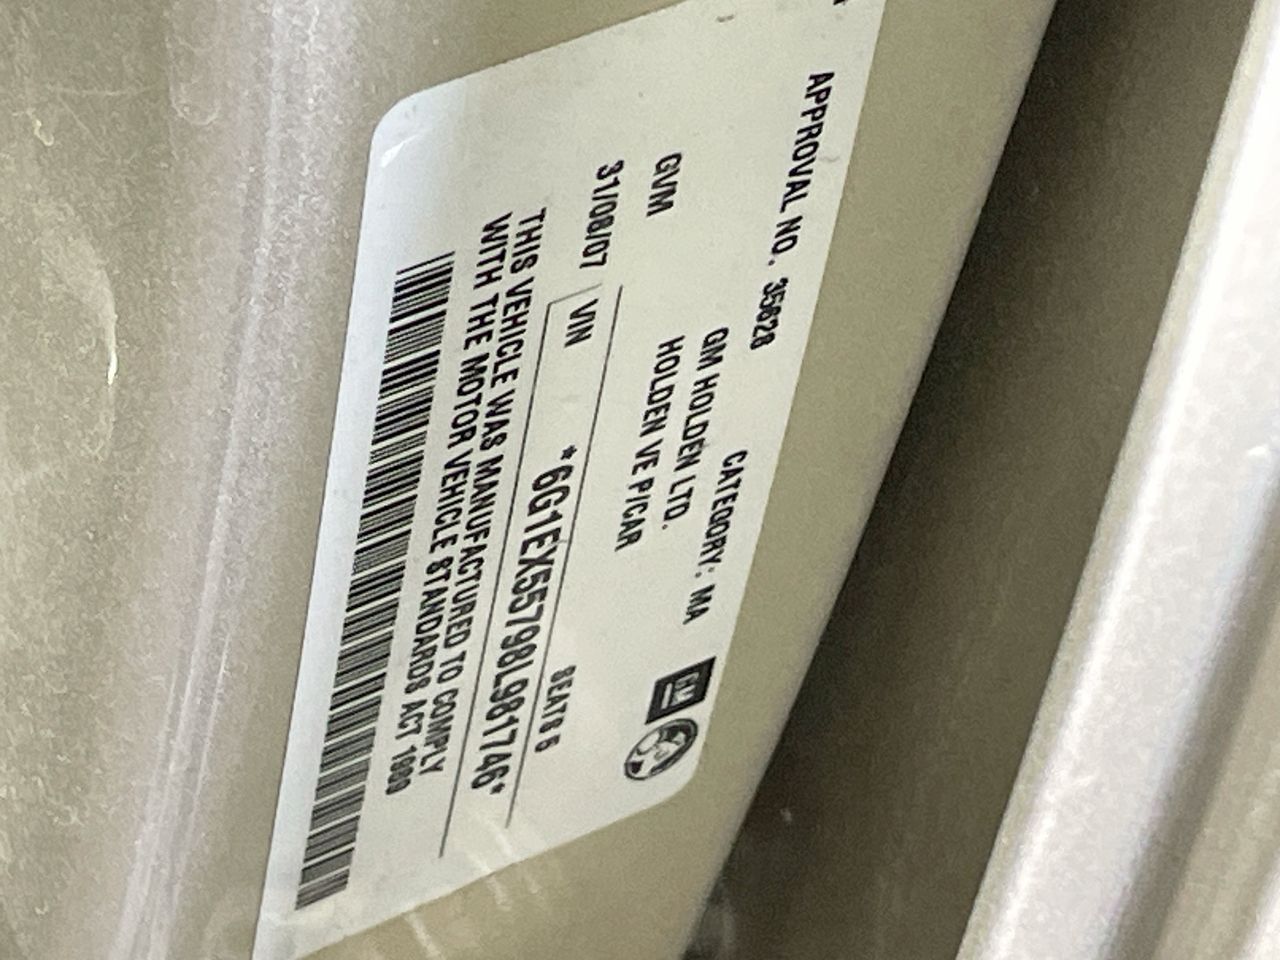 APPROVAL NO. 35628
CATEGORY: MA
GM HOLDEN LTD.
GVM HOLDEN VE P/CAR
31/08/07
SEATS 5
VIN *6G1EX55798L981746*
THIS VEHICLE WAS MANUFACTURED TO COMPLY
WITH THE MOTOR VEHICLE STANDARDS ACT 1989
GM